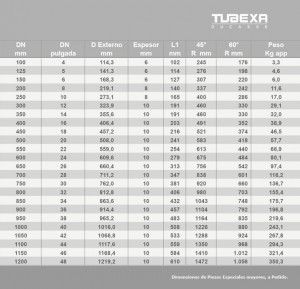 TUBEXA
DN DN D Externo Espesor L1 45° 60° Peso
mm pulgada mm mm mm R mm R mm Kg app
100 4 114,3 6 102 245 176 3,3
125 5 141,3 6 114 276 198 4,6
150 6 168,3 6 127 307 220 6,0
200 8 219,1 8 140 337 242 11,6
250 10 273,1 8 165 400 286 17,0
300 12 323,9 10 191 460 330 29,1
350 14 355,6 10 191 460 330 32,0
400 16 406,4 10 203 491 352 38,9
450 18 457,2 10 216 521 374 46,5
500 20 508,0 10 241 583 418 57,7
550 22 559,0 10 254 613 440 66,9
600 24 609,6 10 279 675 484 80,1
650 26 660,4 10 313 756 542 97,4
700 28 711,2 10 347 838 601 116,2
750 30 762,0 10 381 920 660 136,7
800 32 812,8 10 406 980 703 155,4
850 34 863,6 10 432 1043 748 175,7
900 36 914,4 10 457 1104 792 196,8
950 38 965,2 10 483 1164 835 219,6
1000 40 1016,0 10 508 1226 880 243,1
1050 42 1066,8 10 533 1288 924 267,8
1100 44 1117,6 10 559 1350 968 294,3
1150 46 1168,4 10 584 1410 1.012 321,4
1200 48 1219,2 10 610 1472 1.056 350,3
Dimensiones de Piezas Especiales mayores, a Pedido.